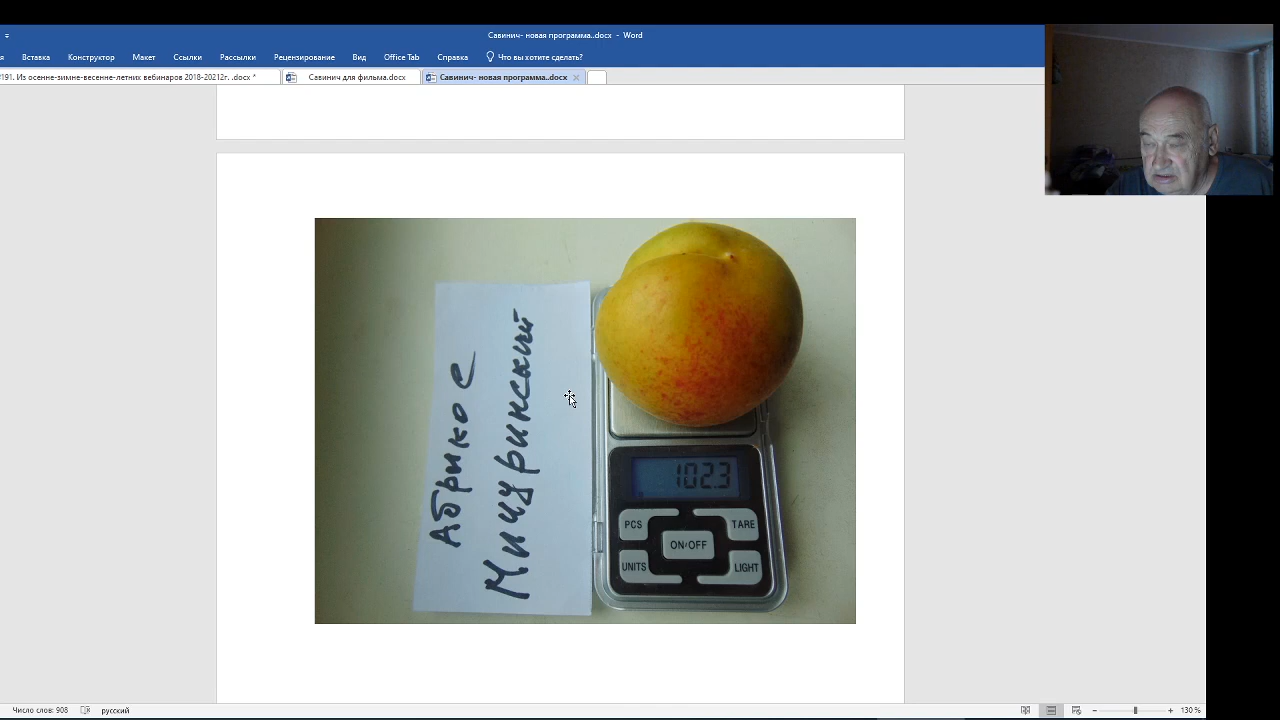 Савинич- новая программа..docx - Word
Вставка Конструктор Макет Ссылки Рассылки Рецензирование Вид Office Tab Справка Что вы хотите сделать?
191. Из осенне-зимне-весенне-летних вебинаров 2018-20212г. .docx * Савинич для фильма.docx Савинич- новая программа..docx
Абрикос
Мичуринский
102.3
PCS TARE
ON/OFF
UNITS LIGHT
Число слов: 908 русский 130 %